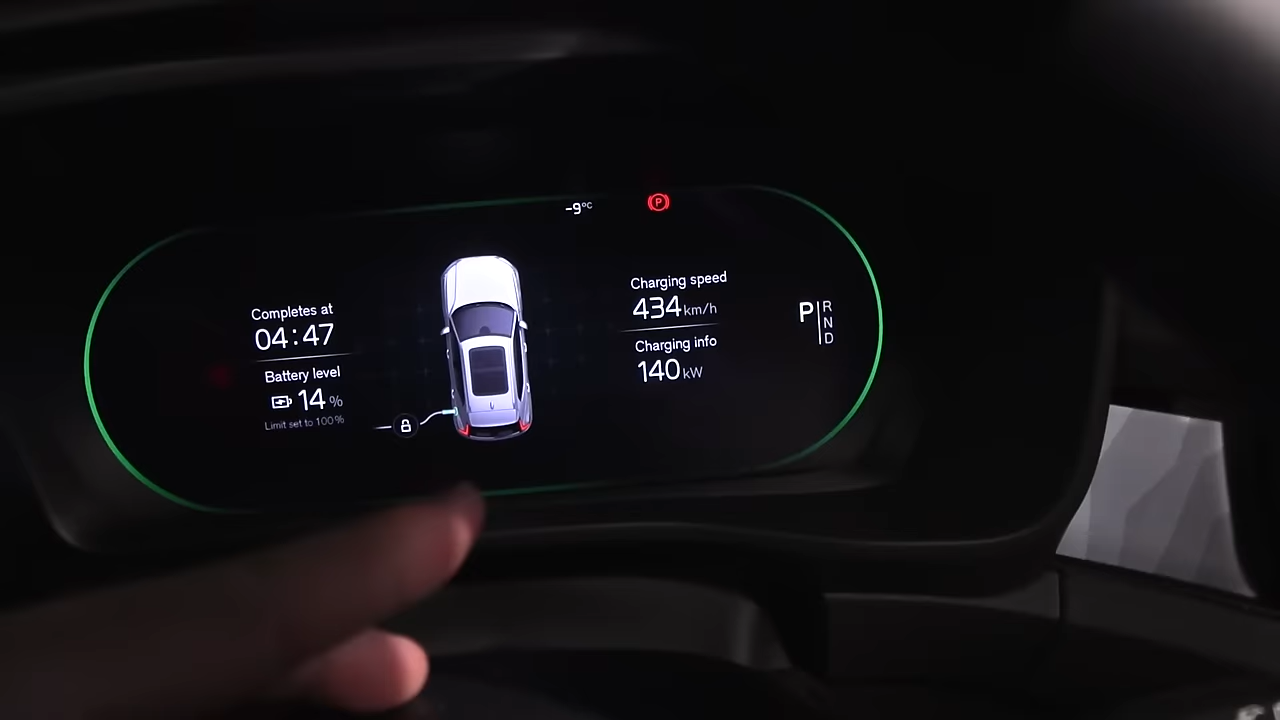 -9°C
P
Completes at
04:47
Battery level
14 %
Limit set to 100%
Charging speed
434 km/h
Charging info
140 kW
P
R
N
D